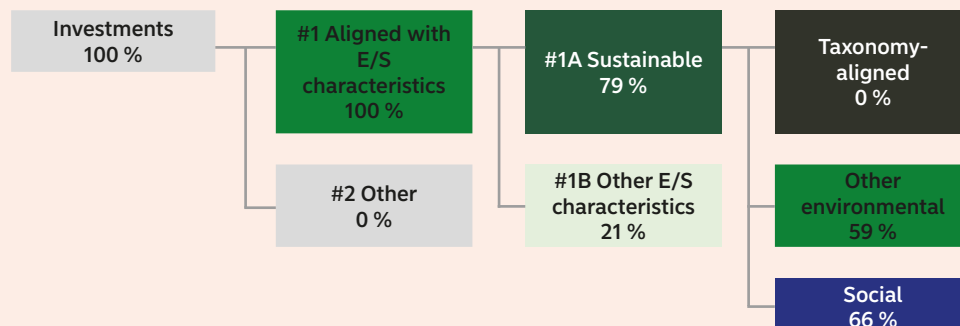 Investments
100 %
#1 Aligned with
E/S
characteristics
100 %
#2 Other
0 %
#1A Sustainable
79 %
#1B Other E/S
characteristics
21 %
Taxonomy-
aligned
0 %
Other
environmental
59 %
Social
66 %